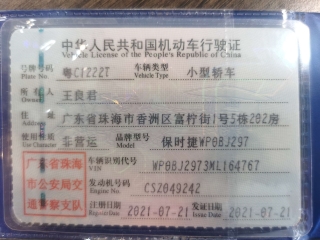 中华人民共和国机动车行驶证
Vehicle License of the People's Republic of China
号牌号码 Plate No. 粤C1222T 车辆类型 Vehicle Type 小型轿车
所有人 Owner 王良君
住址 Address 广东省珠海市香洲区富柠街1号5栋202房
使用性质 Use Character 非营运 品牌型号 Model 保时捷WP0BJ297
广东省珠海市公安局交通警察支队
车辆识别代号 VIN WP0BJ2973ML164767
发动机号码 Engine No. CSZ049242
注册日期 Register Date 2021-07-21 发证日期 Issue Date 2021-07-21